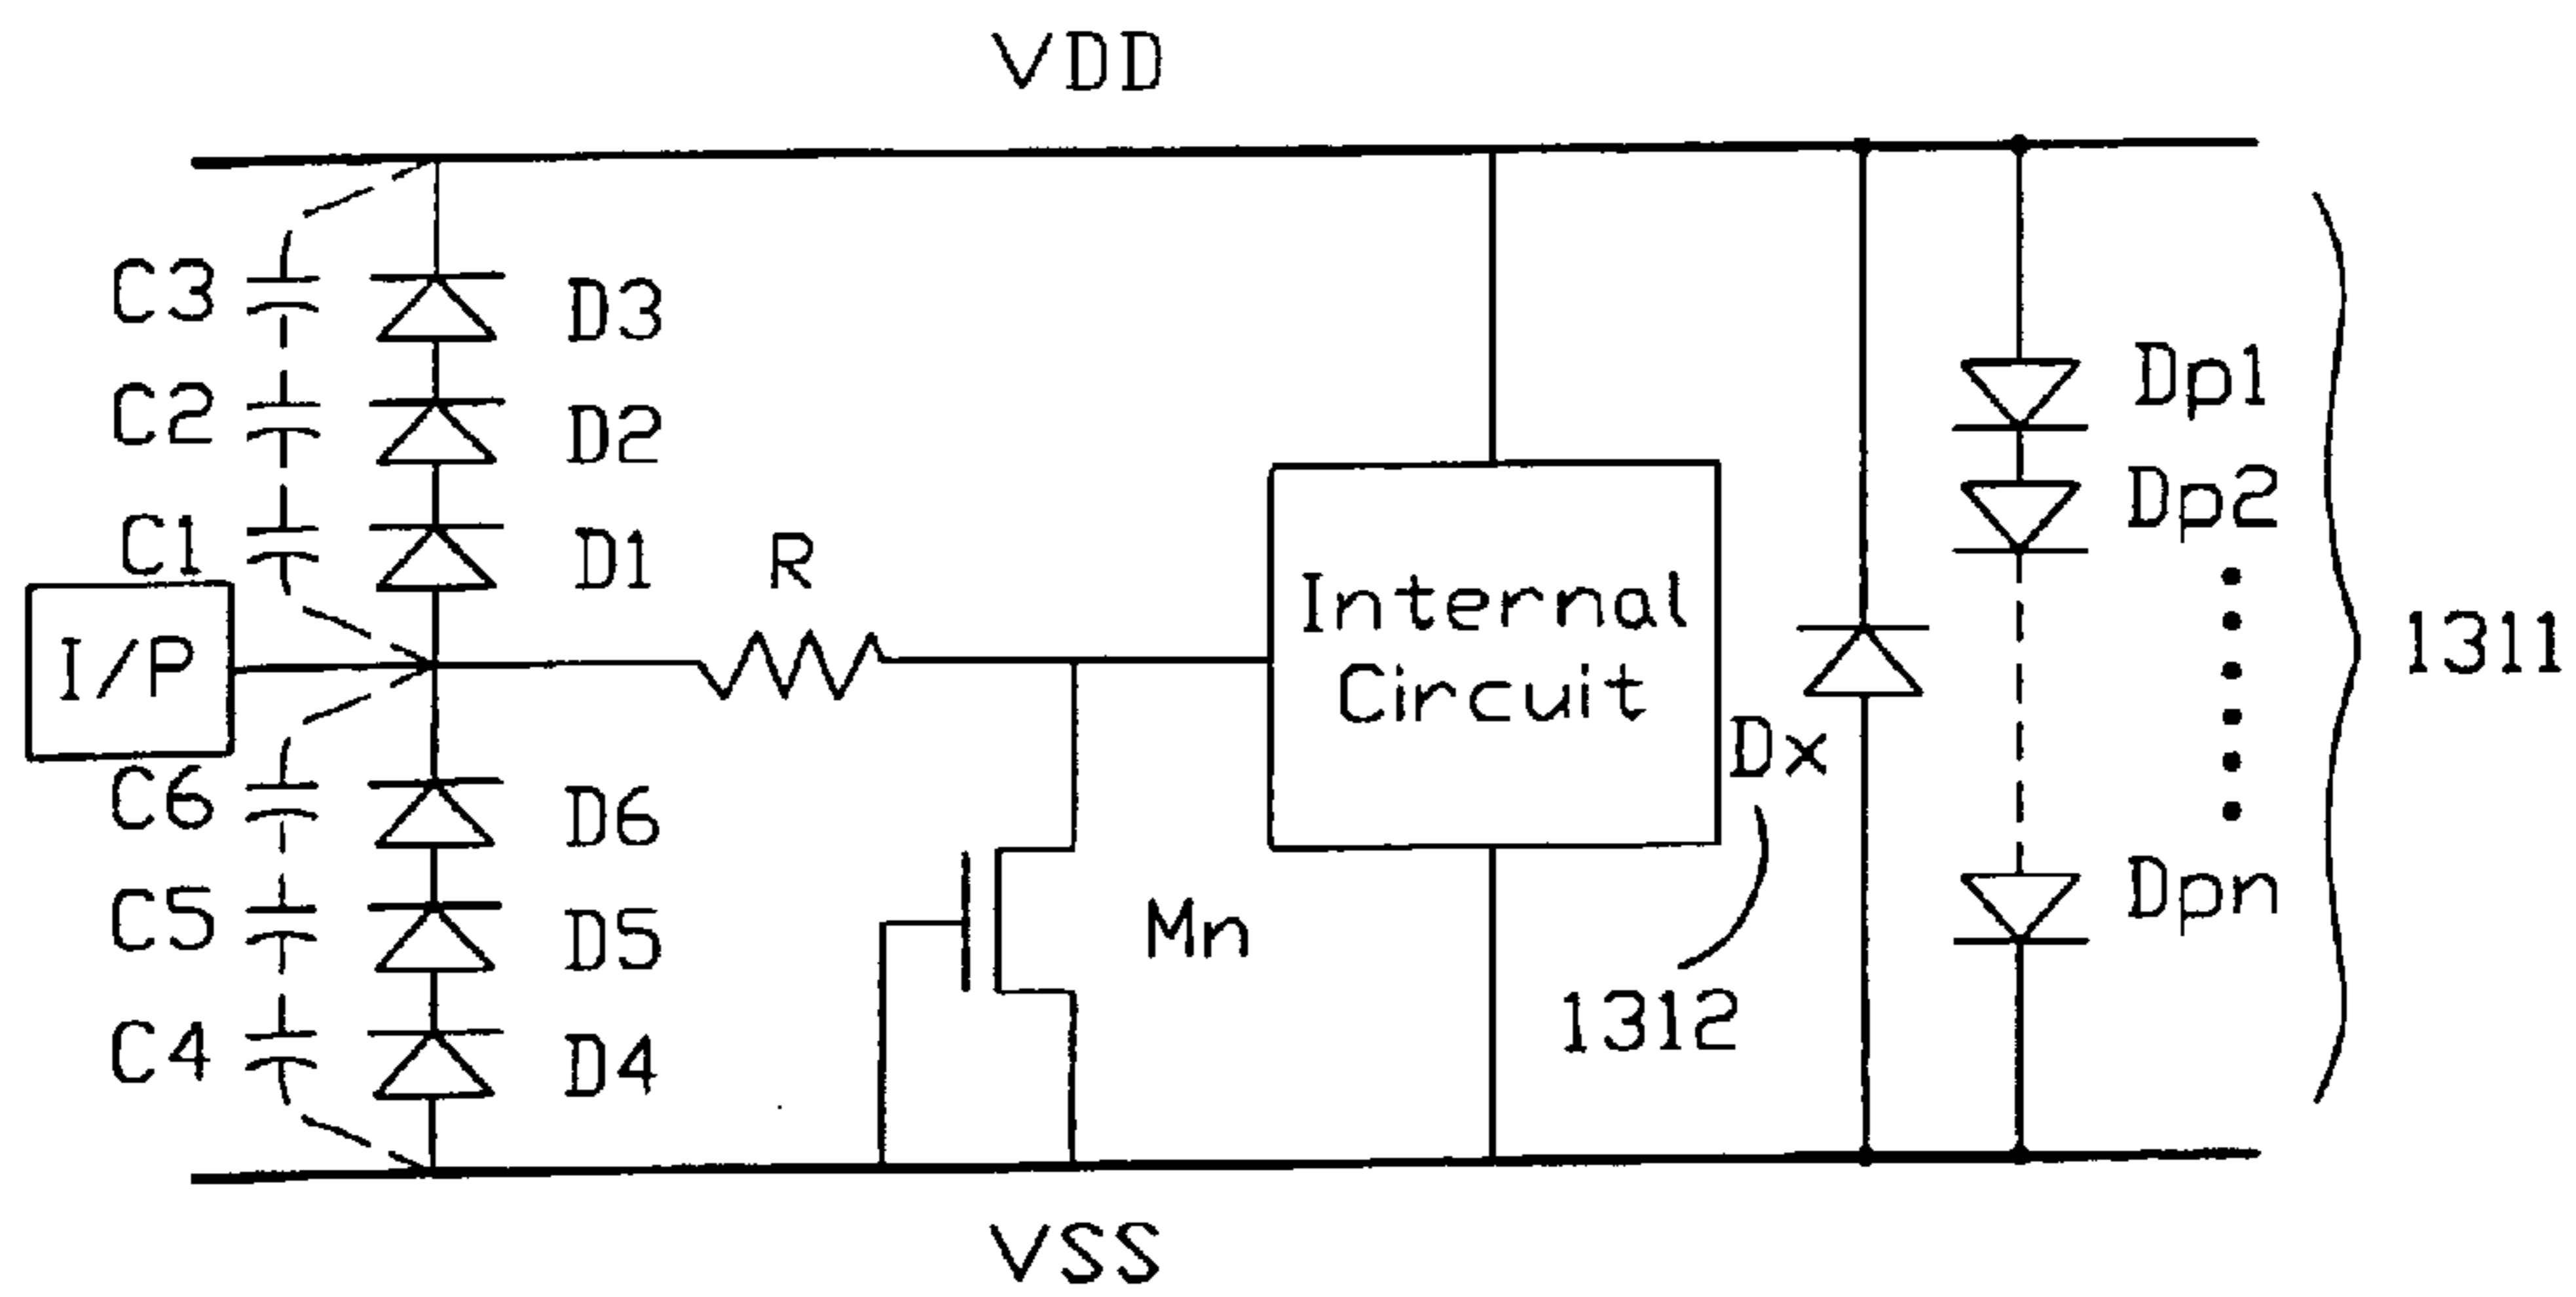 VDD
C3
D3
C2
D2
C1
D1
R
I/P
Internal
Circuit
Dx
Dp1
Dp2
Dpn
1311
1312
C6
D6
C5
D5
C4
D4
Mn
VSS